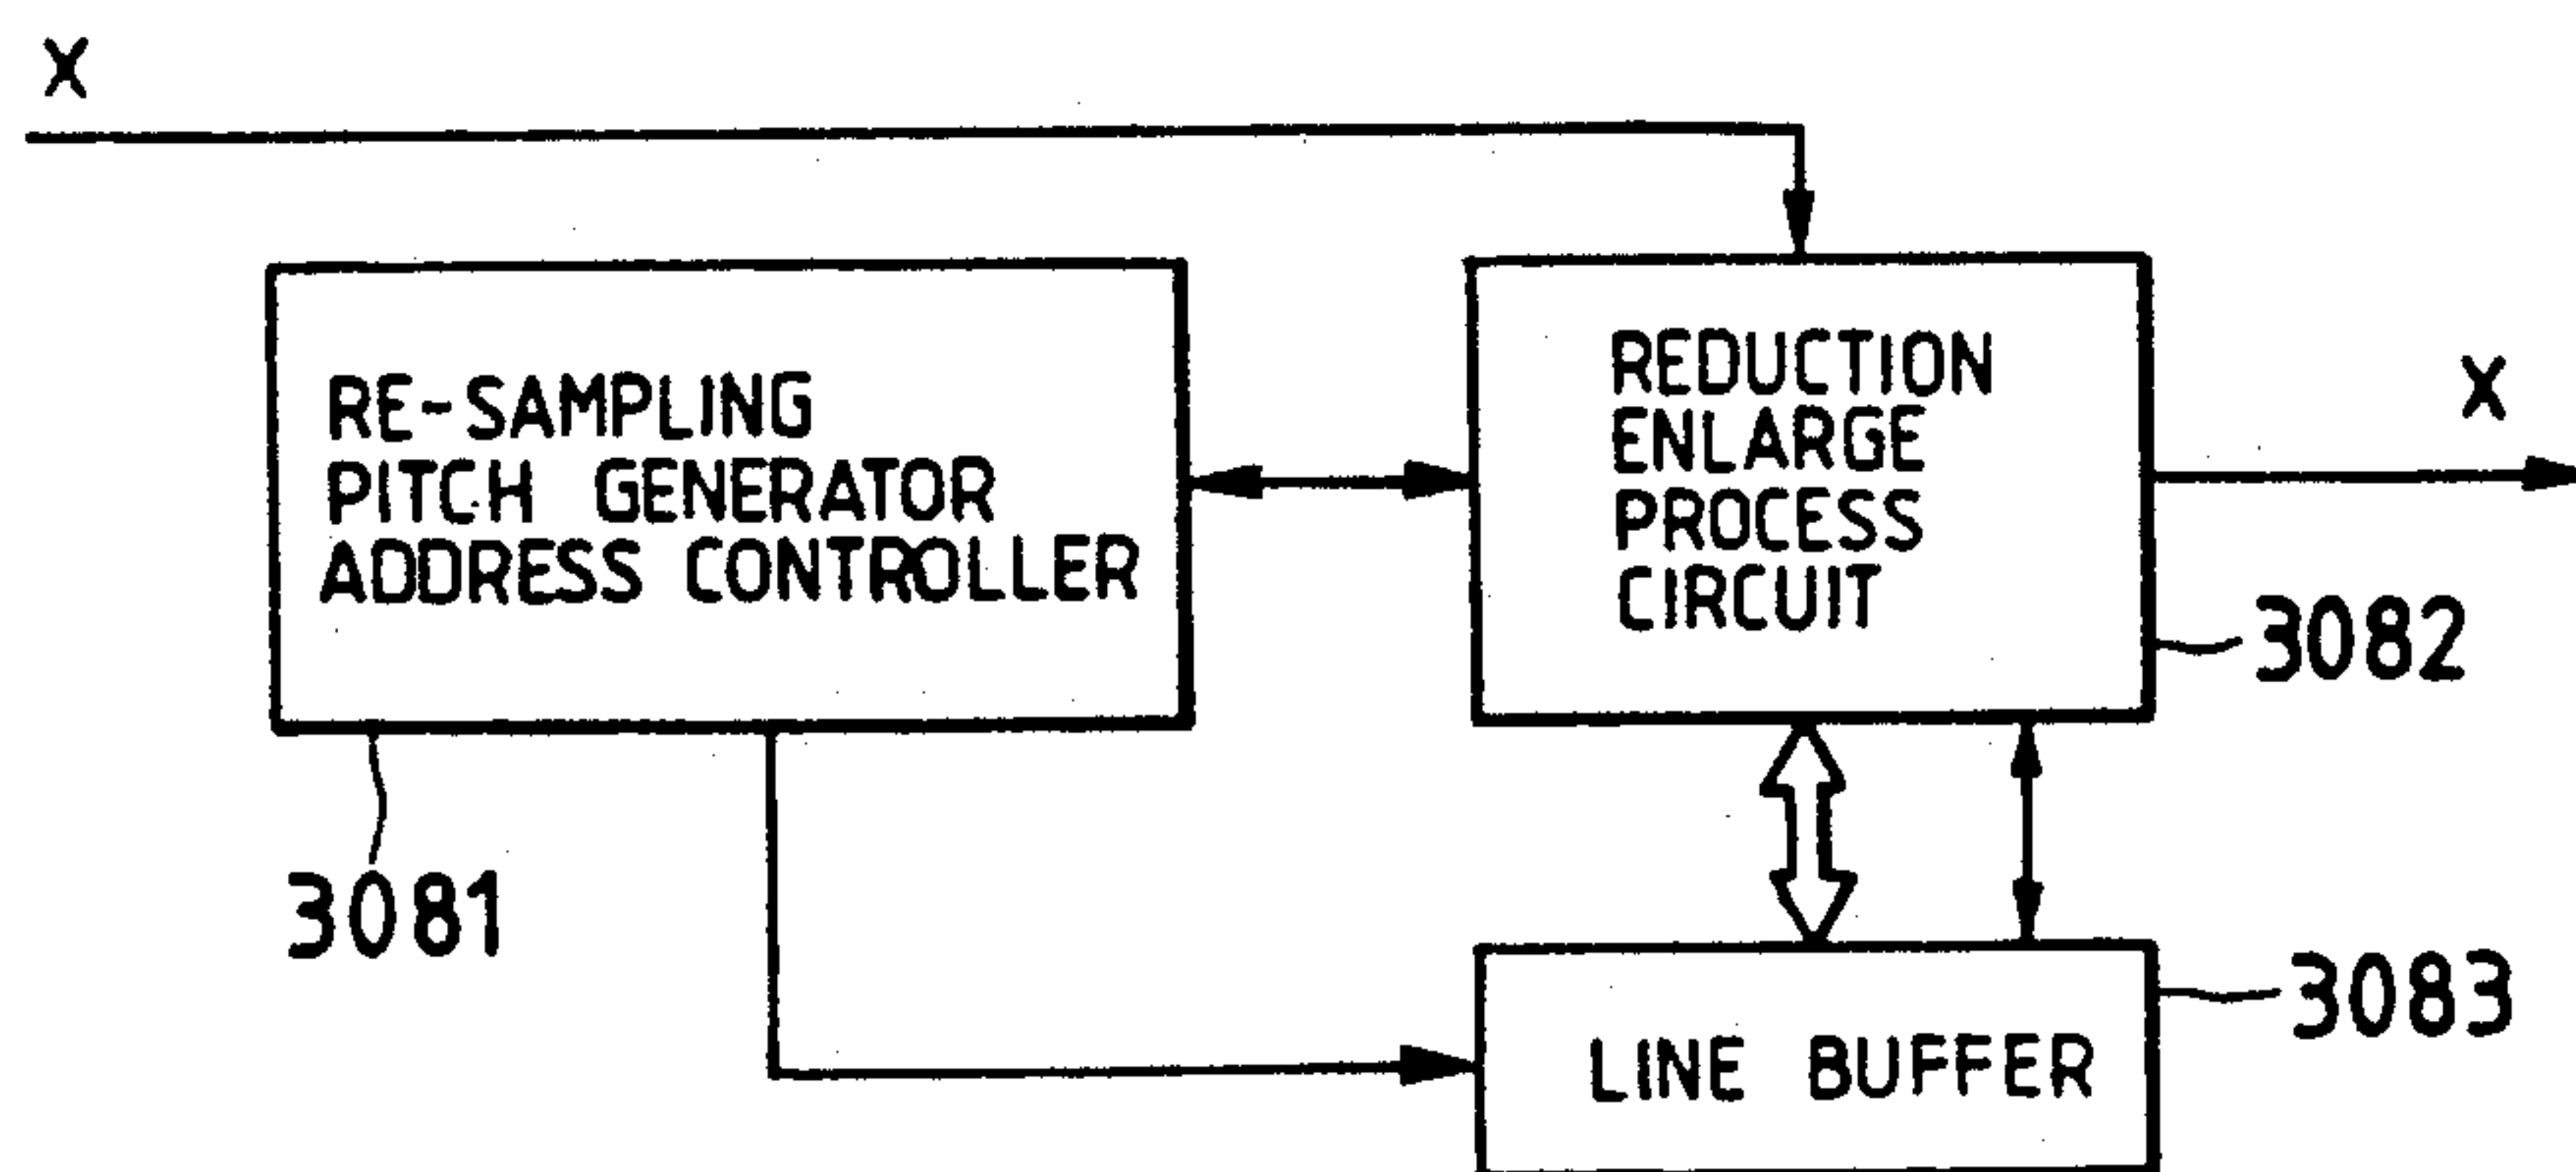 X
RE-SAMPLING
PITCH GENERATOR
ADDRESS CONTROLLER
REDUCTION
ENLARGE
PROCESS
CIRCUIT
X
3082
3081
3083
LINE BUFFER